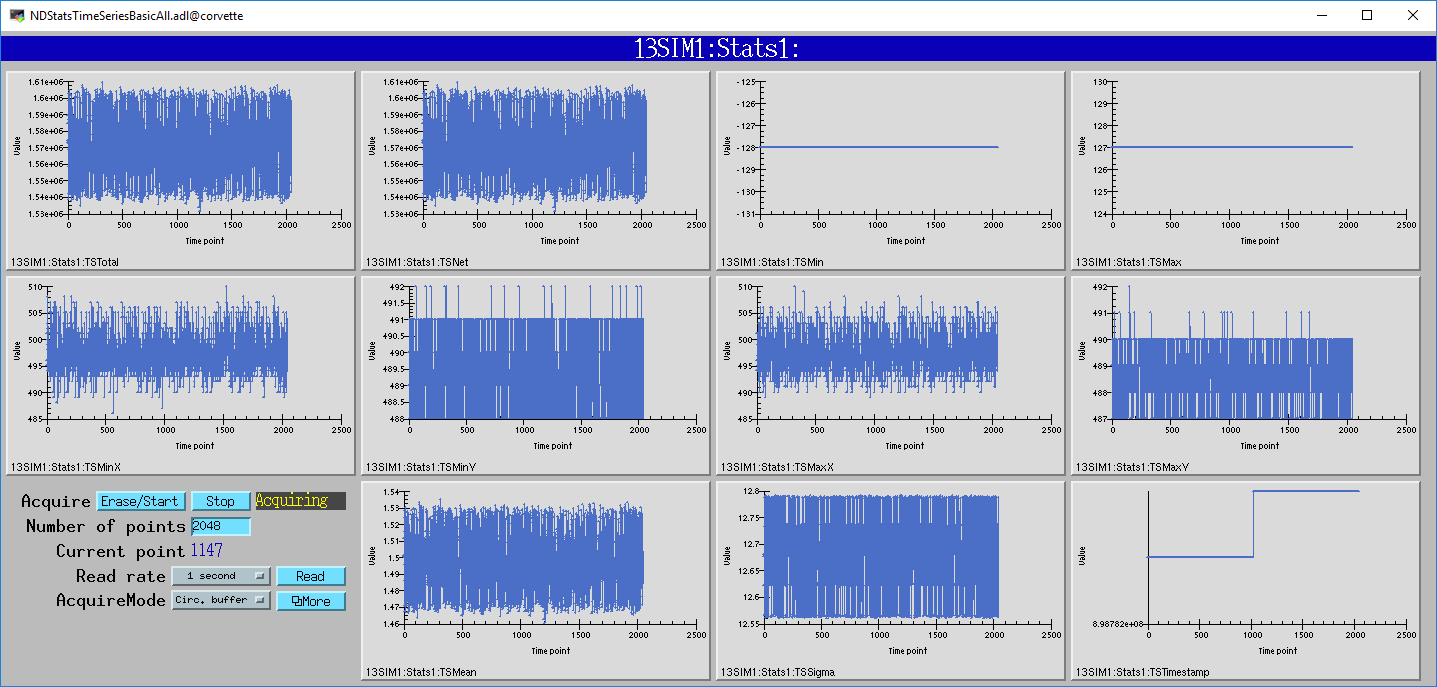 NDStatsTimeSeriesBasicAll.adl@corvette
13SIM1:Stats1:
1.61e+06
1.6e+06
1.59e+06
1.58e+06
1.57e+06
1.56e+06
1.55e+06
1.54e+06
1.53e+06
Value
0 500 1000 1500 2000 2500
Time point
13SIM1:Stats1:TSTotal
1.61e+06
1.6e+06
1.59e+06
1.58e+06
1.57e+06
1.56e+06
1.55e+06
1.54e+06
1.53e+06
Value
0 500 1000 1500 2000 2500
Time point
13SIM1:Stats1:TSNet
-125
-126
-127
-128
-129
-130
-131
Value
0 500 1000 1500 2000 2500
Time point
13SIM1:Stats1:TSMin
130
129
128
127
126
125
124
Value
0 500 1000 1500 2000 2500
Time point
13SIM1:Stats1:TSMax
510
505
500
495
490
485
Value
0 500 1000 1500 2000 2500
Time point
13SIM1:Stats1:TSMinX
492
491.5
491
490.5
490
489.5
489
488.5
488
Value
0 500 1000 1500 2000 2500
Time point
13SIM1:Stats1:TSMinY
510
505
500
495
490
485
Value
0 500 1000 1500 2000 2500
Time point
13SIM1:Stats1:TSMaxX
492
491
490
489
488
487
Value
0 500 1000 1500 2000 2500
Time point
13SIM1:Stats1:TSMaxY
Acquire Erase/Start Stop Acquiring
Number of points 2048
Current point 1147
Read rate 1 second Read
AcquireMode Circ. buffer More
1.54
1.53
1.52
1.51
1.5
1.49
1.48
1.47
1.46
Value
0 500 1000 1500 2000 2500
Time point
13SIM1:Stats1:TSMean
12.8
12.75
12.7
12.65
12.6
12.55
Value
0 500 1000 1500 2000 2500
Time point
13SIM1:Stats1:TSSigma
Value
8.98782e+08
0 500 1000 1500 2000 2500
Time point
13SIM1:Stats1:TSTimestamp